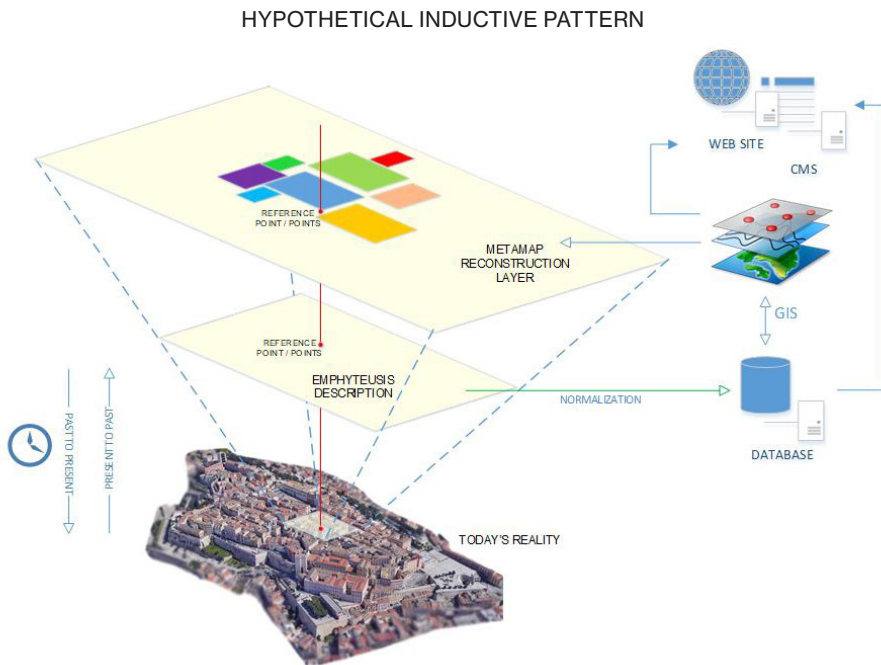 HYPOTHETICAL INDUCTIVE PATTERN
WEB SITE
CMS
REFERENCE
POINT / POINTS
METAMAP
RECONSTRUCTION
LAYER
GIS
REFERENCE
POINT / POINTS
EMPHYTEUSIS
DESCRIPTION
NORMALIZATION
DATABASE
PAST TO PRESENT
PRESENT TO PAST
TODAY'S REALITY